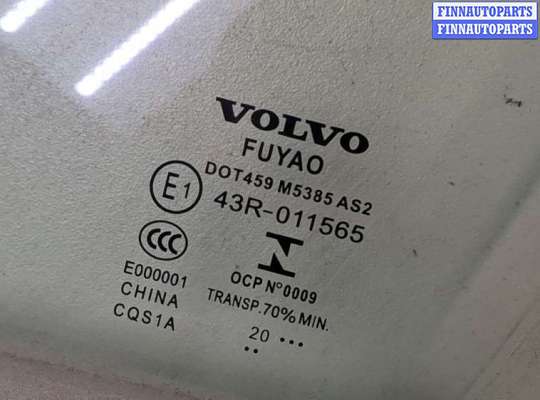 FINNAUTOPARTS
FINNAUTOPARTS
VOLVO
FUYAO
DOT459 M5385 AS2
E1 43R-011565
CCC
E000001
CHINA
CQS1A
OCP Nº0009
TRANSP.70% MIN.
20 •••
••